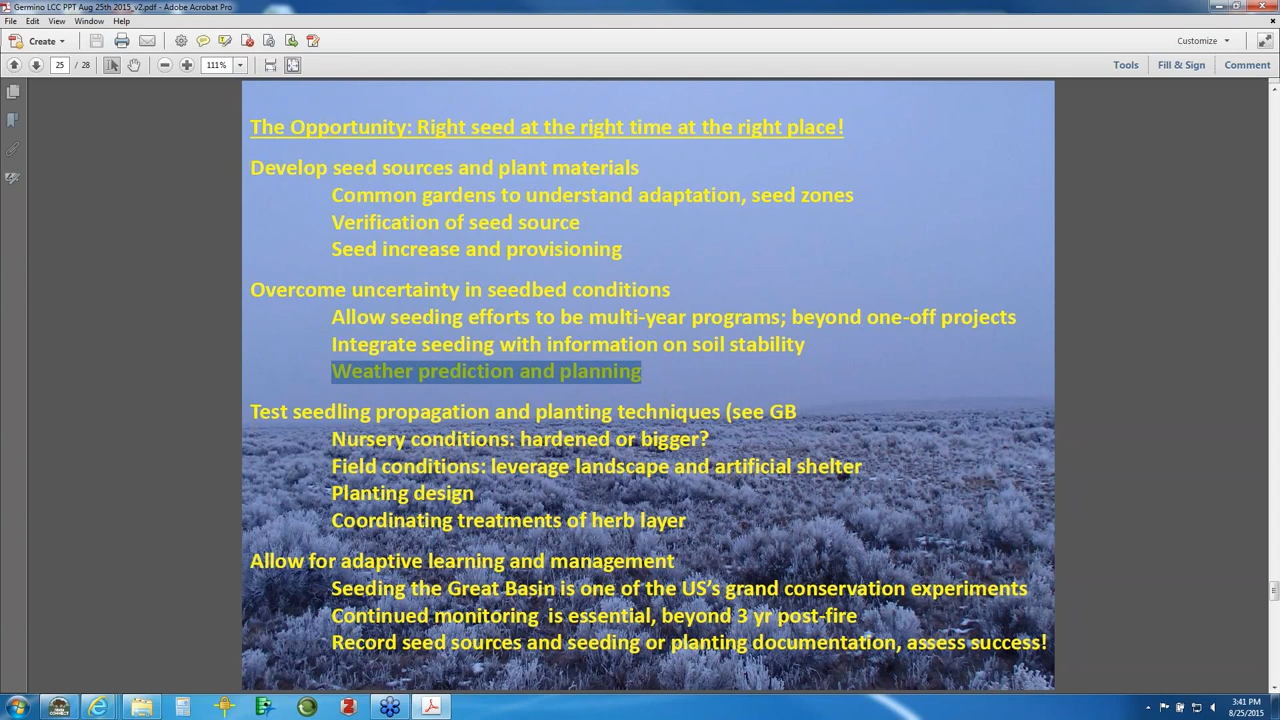 Germino LCC PPT Aug 25th 2015_v2.pdf - Adobe Acrobat Pro
File Edit View Window Help
Create
Customize
25 / 28
111%
Tools Fill & Sign Comment
The Opportunity: Right seed at the right time at the right place!
Develop seed sources and plant materials
Common gardens to understand adaptation, seed zones
Verification of seed source
Seed increase and provisioning
Overcome uncertainty in seedbed conditions
Allow seeding efforts to be multi-year programs; beyond one-off projects
Integrate seeding with information on soil stability
Weather prediction and planning
Test seedling propagation and planting techniques (see GB
Nursery conditions: hardened or bigger?
Field conditions: leverage landscape and artificial shelter
Planting design
Coordinating treatments of herb layer
Allow for adaptive learning and management
Seeding the Great Basin is one of the US’s grand conservation experiments
Continued monitoring  is essential, beyond 3 yr post-fire
Record seed sources and seeding or planting documentation, assess success!
3:41 PM
8/25/2015